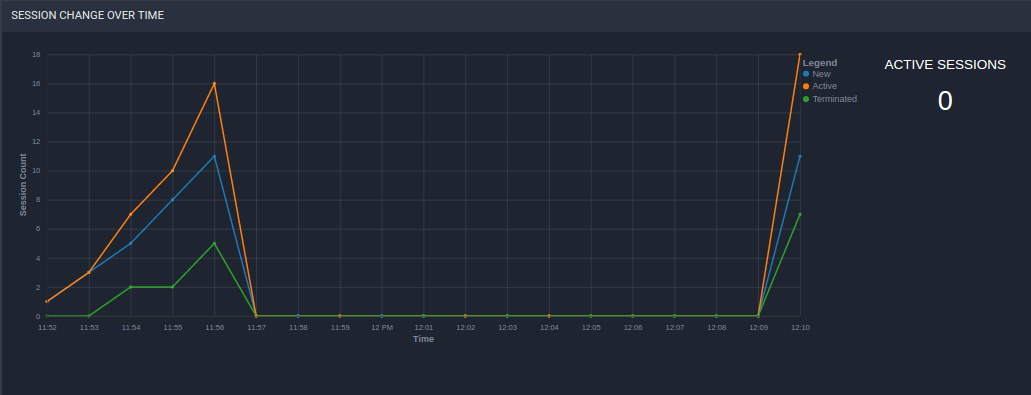 SESSION CHANGE OVER TIME
18
16
14
12
10
8
6
4
2
0
Session Count
11:52 11:53 11:54 11:55 11:56 11:57 11:58 11:59 12 PM 12:01 12:02 12:03 12:04 12:05 12:06 12:07 12:08 12:09 12:10
Time
Legend
New
Active
Terminated
ACTIVE SESSIONS
0